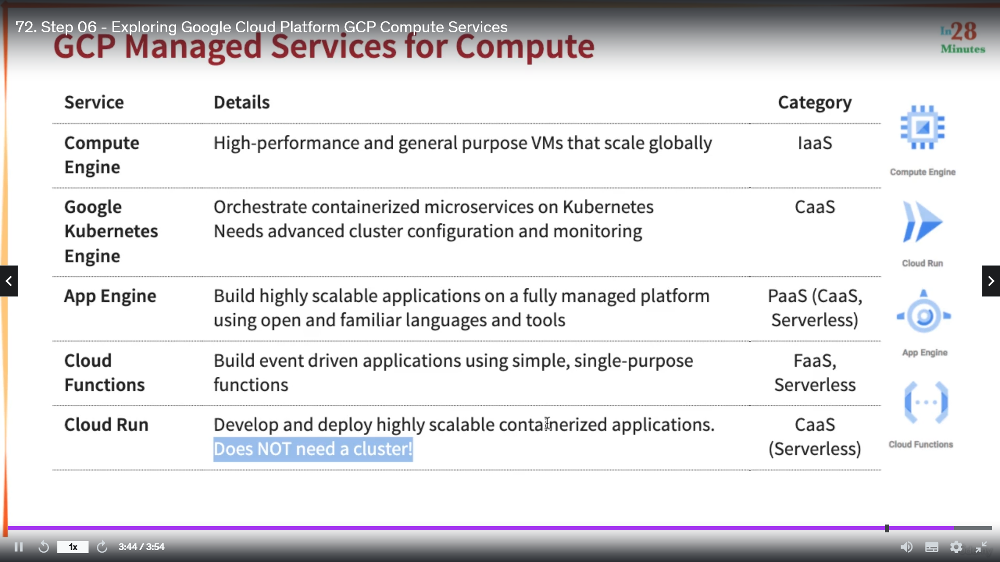 72. Step 06 - Exploring Google Cloud Platform GCP Compute Services
In28
Minutes
GCP Managed Services for Compute
Service Details Category
Compute Engine High-performance and general purpose VMs that scale globally IaaS
Google Kubernetes Engine Orchestrate containerized microservices on Kubernetes
Needs advanced cluster configuration and monitoring CaaS
App Engine Build highly scalable applications on a fully managed platform
using open and familiar languages and tools PaaS (CaaS, Serverless)
Cloud Functions Build event driven applications using simple, single-purpose
functions FaaS, Serverless
Cloud Run Develop and deploy highly scalable containerized applications.
Does NOT need a cluster! CaaS (Serverless)
Compute Engine
Cloud Run
App Engine
Cloud Functions
1x
3:44 / 3:54